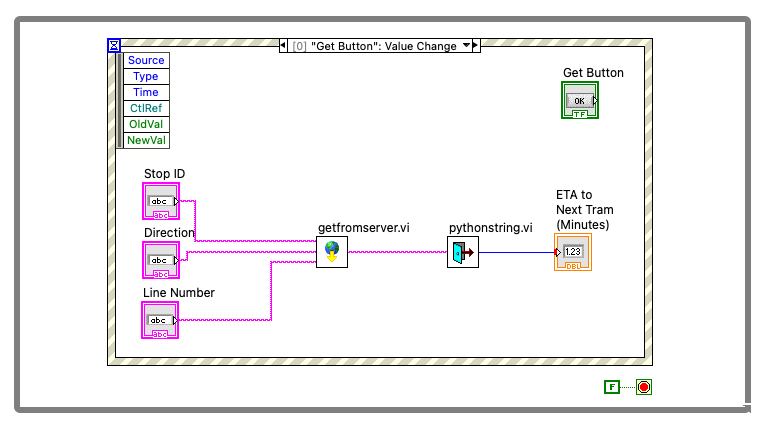 [0] "Get Button": Value Change
Source
Type
Time
CtlRef
OldVal
NewVal
Get Button
OK
TF
Stop ID
abc
abc
Direction
abc
abc
Line Number
abc
abc
getfromserver.vi
pythonstring.vi
ETA to
Next Tram
(Minutes)
1.23
DBL
F